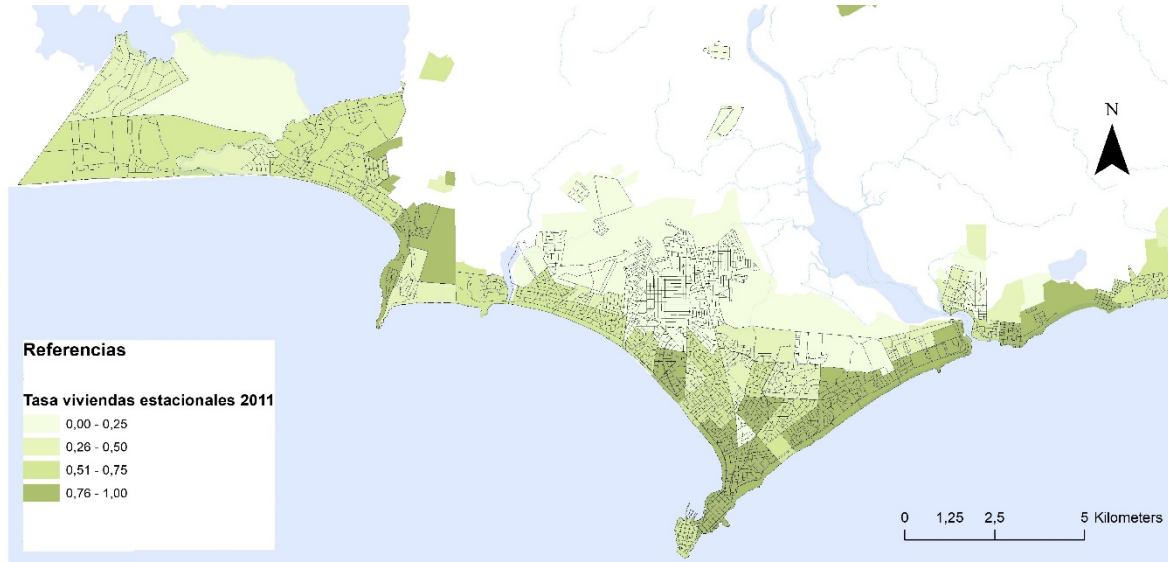 N
Referencias
Tasa viviendas estacionales 2011
0,00 - 0,25
0,26 - 0,50
0,51 - 0,75
0,76 - 1,00
0 1,25 2,5 5 Kilometers